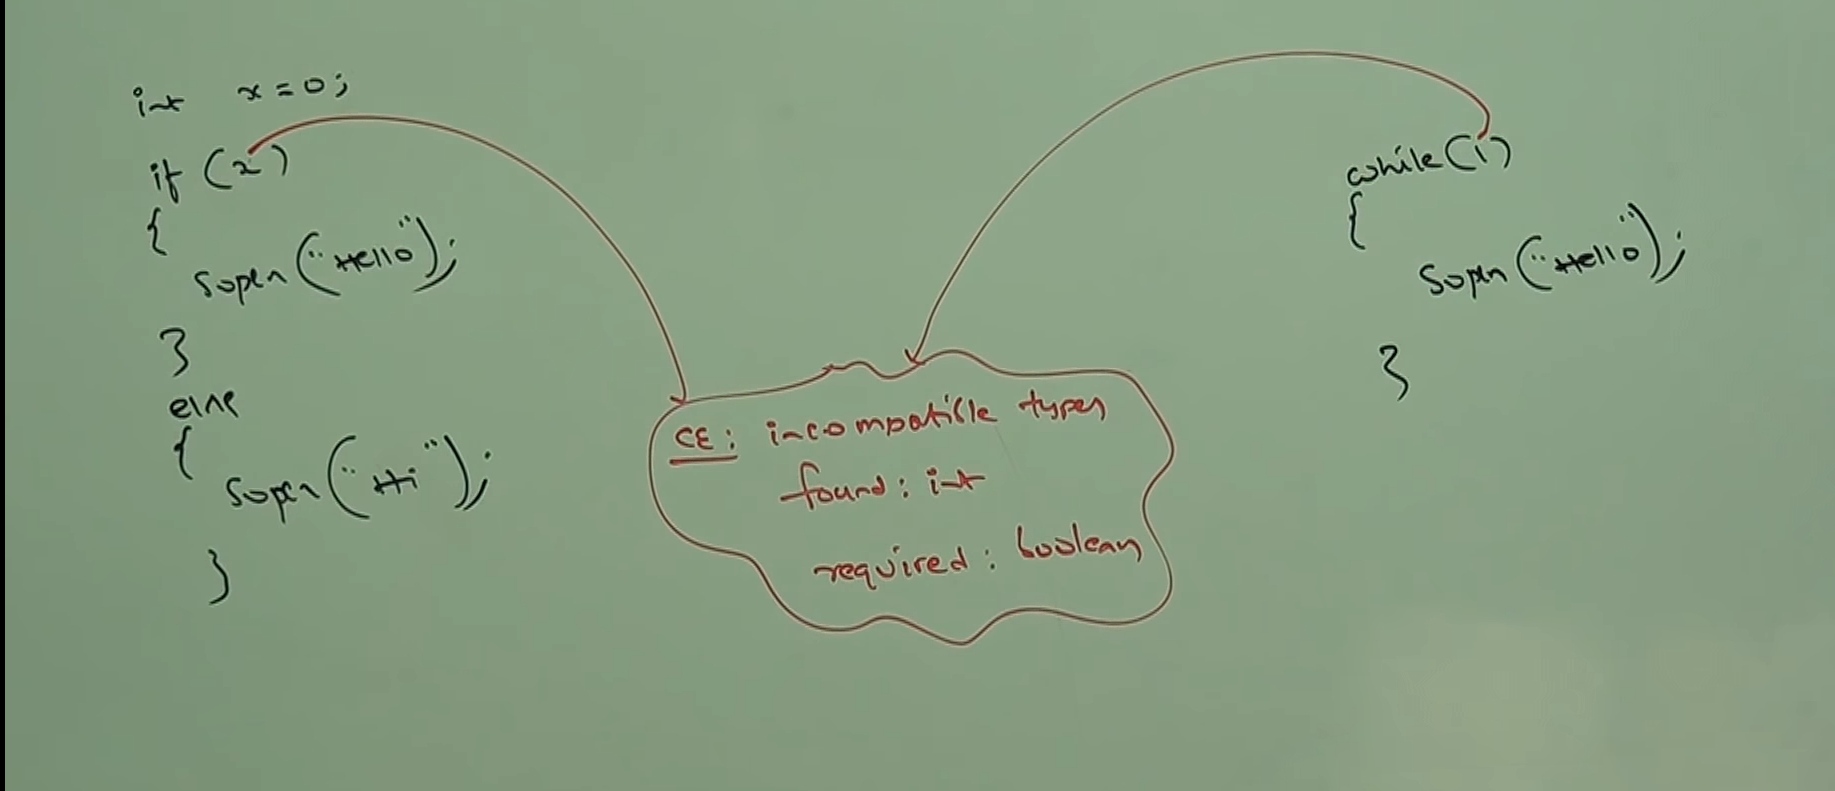 int x = 0;
if (x)
{
Sopln ("Hello");
}
else
{
Sopln ("Hi");
}
CE: incompatible types
found: int
required: boolean
while (1)
{
Sopln ("Hello");
}